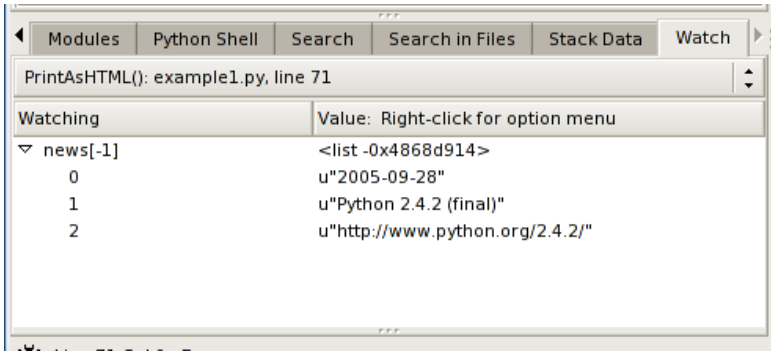 Modules Python Shell Search Search in Files Stack Data Watch
PrintAsHTML(): example1.py, line 71
Watching Value: Right-click for option menu
news[-1] <list -0x4868d914>
0 u"2005-09-28"
1 u"Python 2.4.2 (final)"
2 u"http://www.python.org/2.4.2/"